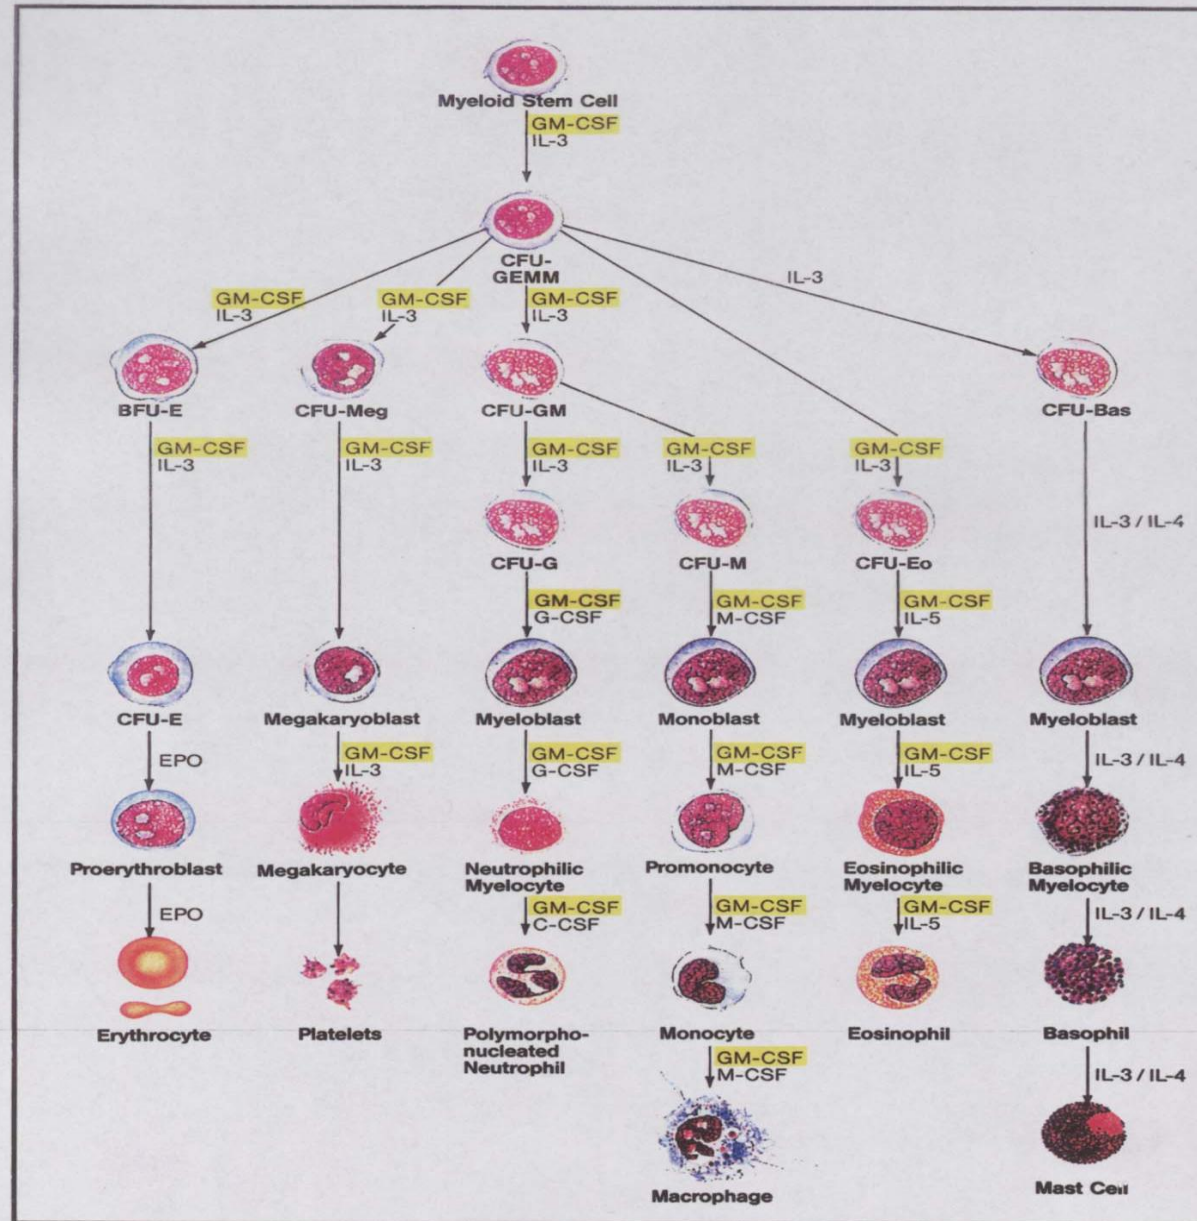 Myeloid Stem Cell
GM-CSF
IL-3
CFU-
GEMM
IL-3
GM-CSF
IL-3
GM-CSF
IL-3
GM-CSF
IL-3
BFU-E
CFU-Meg
CFU-GM
CFU-Bas
GM-CSF
IL-3
GM-CSF
IL-3
GM-CSF
IL-3
GM-CSF
IL-3
GM-CSF
IL-3
IL-3 / IL-4
CFU-G
CFU-M
CFU-Eo
GM-CSF
G-CSF
GM-CSF
M-CSF
GM-CSF
IL-5
CFU-E
Megakaryoblast
Myeloblast
Monoblast
Myeloblast
Myeloblast
EPO
GM-CSF
IL-3
GM-CSF
G-CSF
GM-CSF
M-CSF
GM-CSF
IL-5
IL-3 / IL-4
Proerythroblast
Megakaryocyte
Neutrophilic
Myelocyte
Promonocyte
Eosinophilic
Myelocyte
Basophilic
Myelocyte
EPO
GM-CSF
C-CSF
GM-CSF
M-CSF
GM-CSF
IL-5
IL-3 / IL-4
Erythrocyte
Platelets
Polymorpho-
nucleated
Neutrophil
Monocyte
Eosinophil
Basophil
GM-CSF
M-CSF
IL-3 / IL-4
Macrophage
Mast Cell